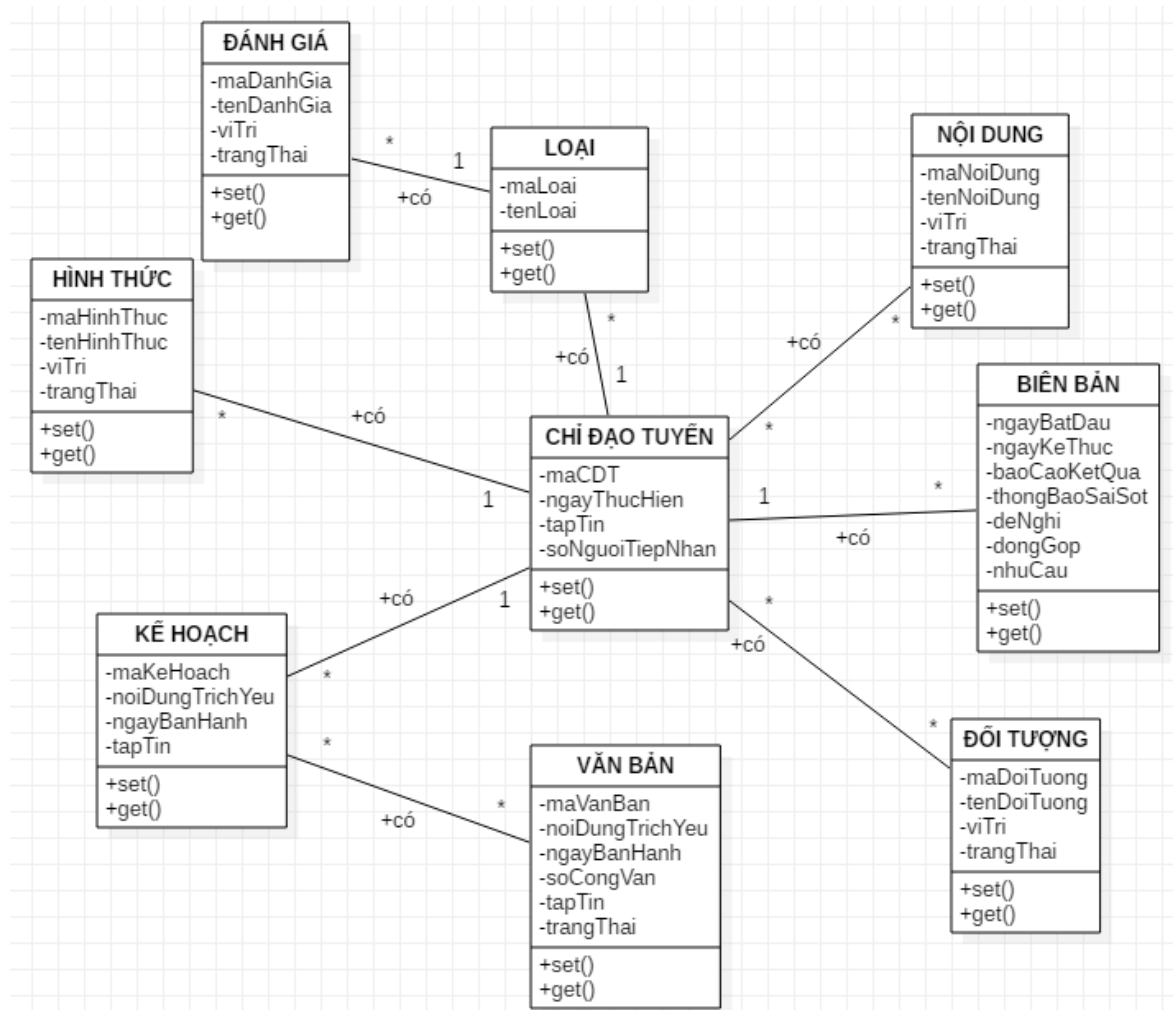 ĐÁNH GIÁ
-maDanhGia
-tenDanhGia
-viTri
-trangThai
+set()
+get()
*
1
+có
LOẠI
-maLoai
-tenLoai
+set()
+get()
NỘI DUNG
-maNoiDung
-tenNoiDung
-viTri
-trangThai
+set()
+get()
HÌNH THỨC
-maHinhThuc
-tenHinhThuc
-viTri
-trangThai
+set()
+get()
*
+có
1
*
+có
1
*
+có
*
CHỈ ĐẠO TUYẾN
-maCDT
-ngayThucHien
-tapTin
-soNguoiTiepNhan
+set()
+get()
BIÊN BẢN
-ngayBatDau
-ngayKeThuc
-baoCaoKetQua
-thongBaoSaiSot
-deNghi
-dongGop
-nhuCau
+set()
+get()
1
*
+có
+có
1
*
*
+có
*
KẾ HOẠCH
-maKeHoach
-noiDungTrichYeu
-ngayBanHanh
-tapTin
+set()
+get()
*
*
+có
VĂN BẢN
-maVanBan
-noiDungTrichYeu
-ngayBanHanh
-soCongVan
-tapTin
-trangThai
+set()
+get()
ĐỐI TƯỢNG
-maDoiTuong
-tenDoiTuong
-viTri
-trangThai
+set()
+get()